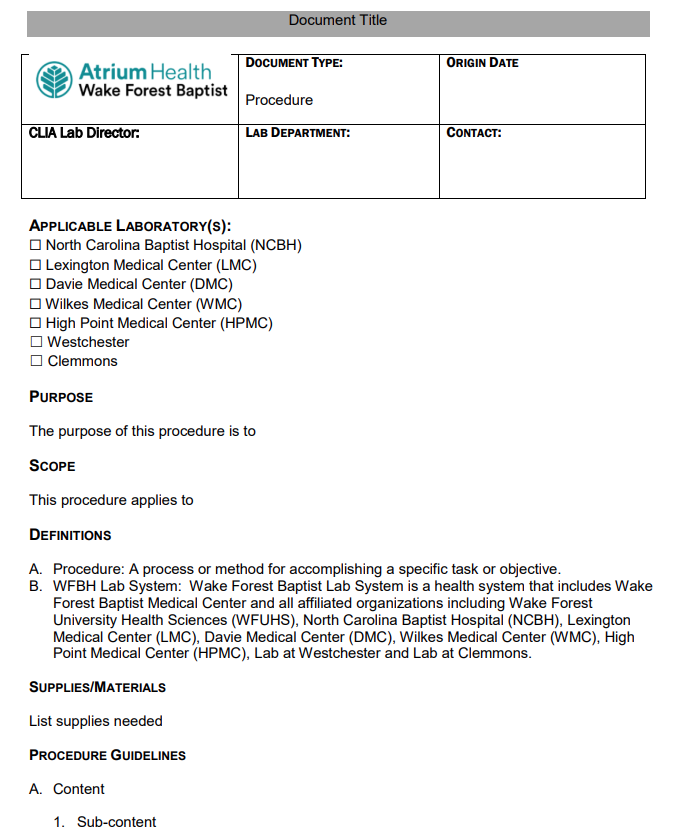 Document Title
Atrium Health
Wake Forest Baptist
DOCUMENT TYPE:
Procedure
ORIGIN DATE
CLIA Lab Director:
LAB DEPARTMENT:
CONTACT:
APPLICABLE LABORATORY(S):
☐ North Carolina Baptist Hospital (NCBH)
☐ Lexington Medical Center (LMC)
☐ Davie Medical Center (DMC)
☐ Wilkes Medical Center (WMC)
☐ High Point Medical Center (HPMC)
☐ Westchester
☐ Clemmons
PURPOSE
The purpose of this procedure is to
SCOPE
This procedure applies to
DEFINITIONS
A. Procedure: A process or method for accomplishing a specific task or objective.
B. WFBH Lab System: Wake Forest Baptist Lab System is a health system that includes Wake
Forest Baptist Medical Center and all affiliated organizations including Wake Forest
University Health Sciences (WFUHS), North Carolina Baptist Hospital (NCBH), Lexington
Medical Center (LMC), Davie Medical Center (DMC), Wilkes Medical Center (WMC), High
Point Medical Center (HPMC), Lab at Westchester and Lab at Clemmons.
SUPPLIES/MATERIALS
List supplies needed
PROCEDURE GUIDELINES
A. Content
1. Sub-content